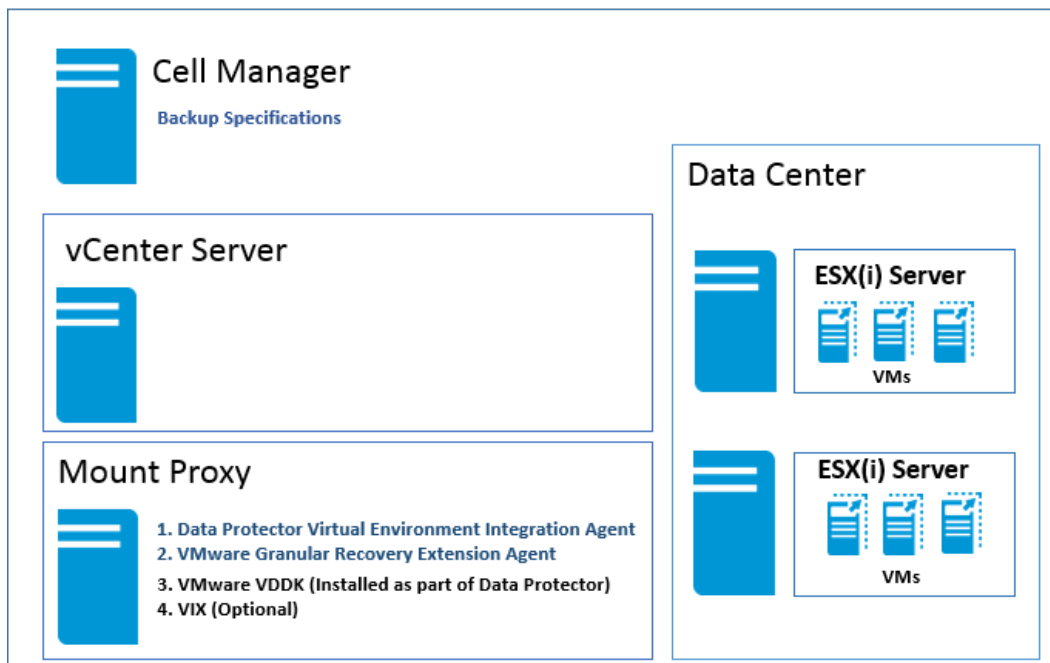 Cell Manager
Backup Specifications
vCenter Server
Mount Proxy
1. Data Protector Virtual Environment Integration Agent
2. VMware Granular Recovery Extension Agent
3. VMware VDDK (Installed as part of Data Protector)
4. VIX (Optional)
Data Center
ESX(i) Server
VMs
ESX(i) Server
VMs